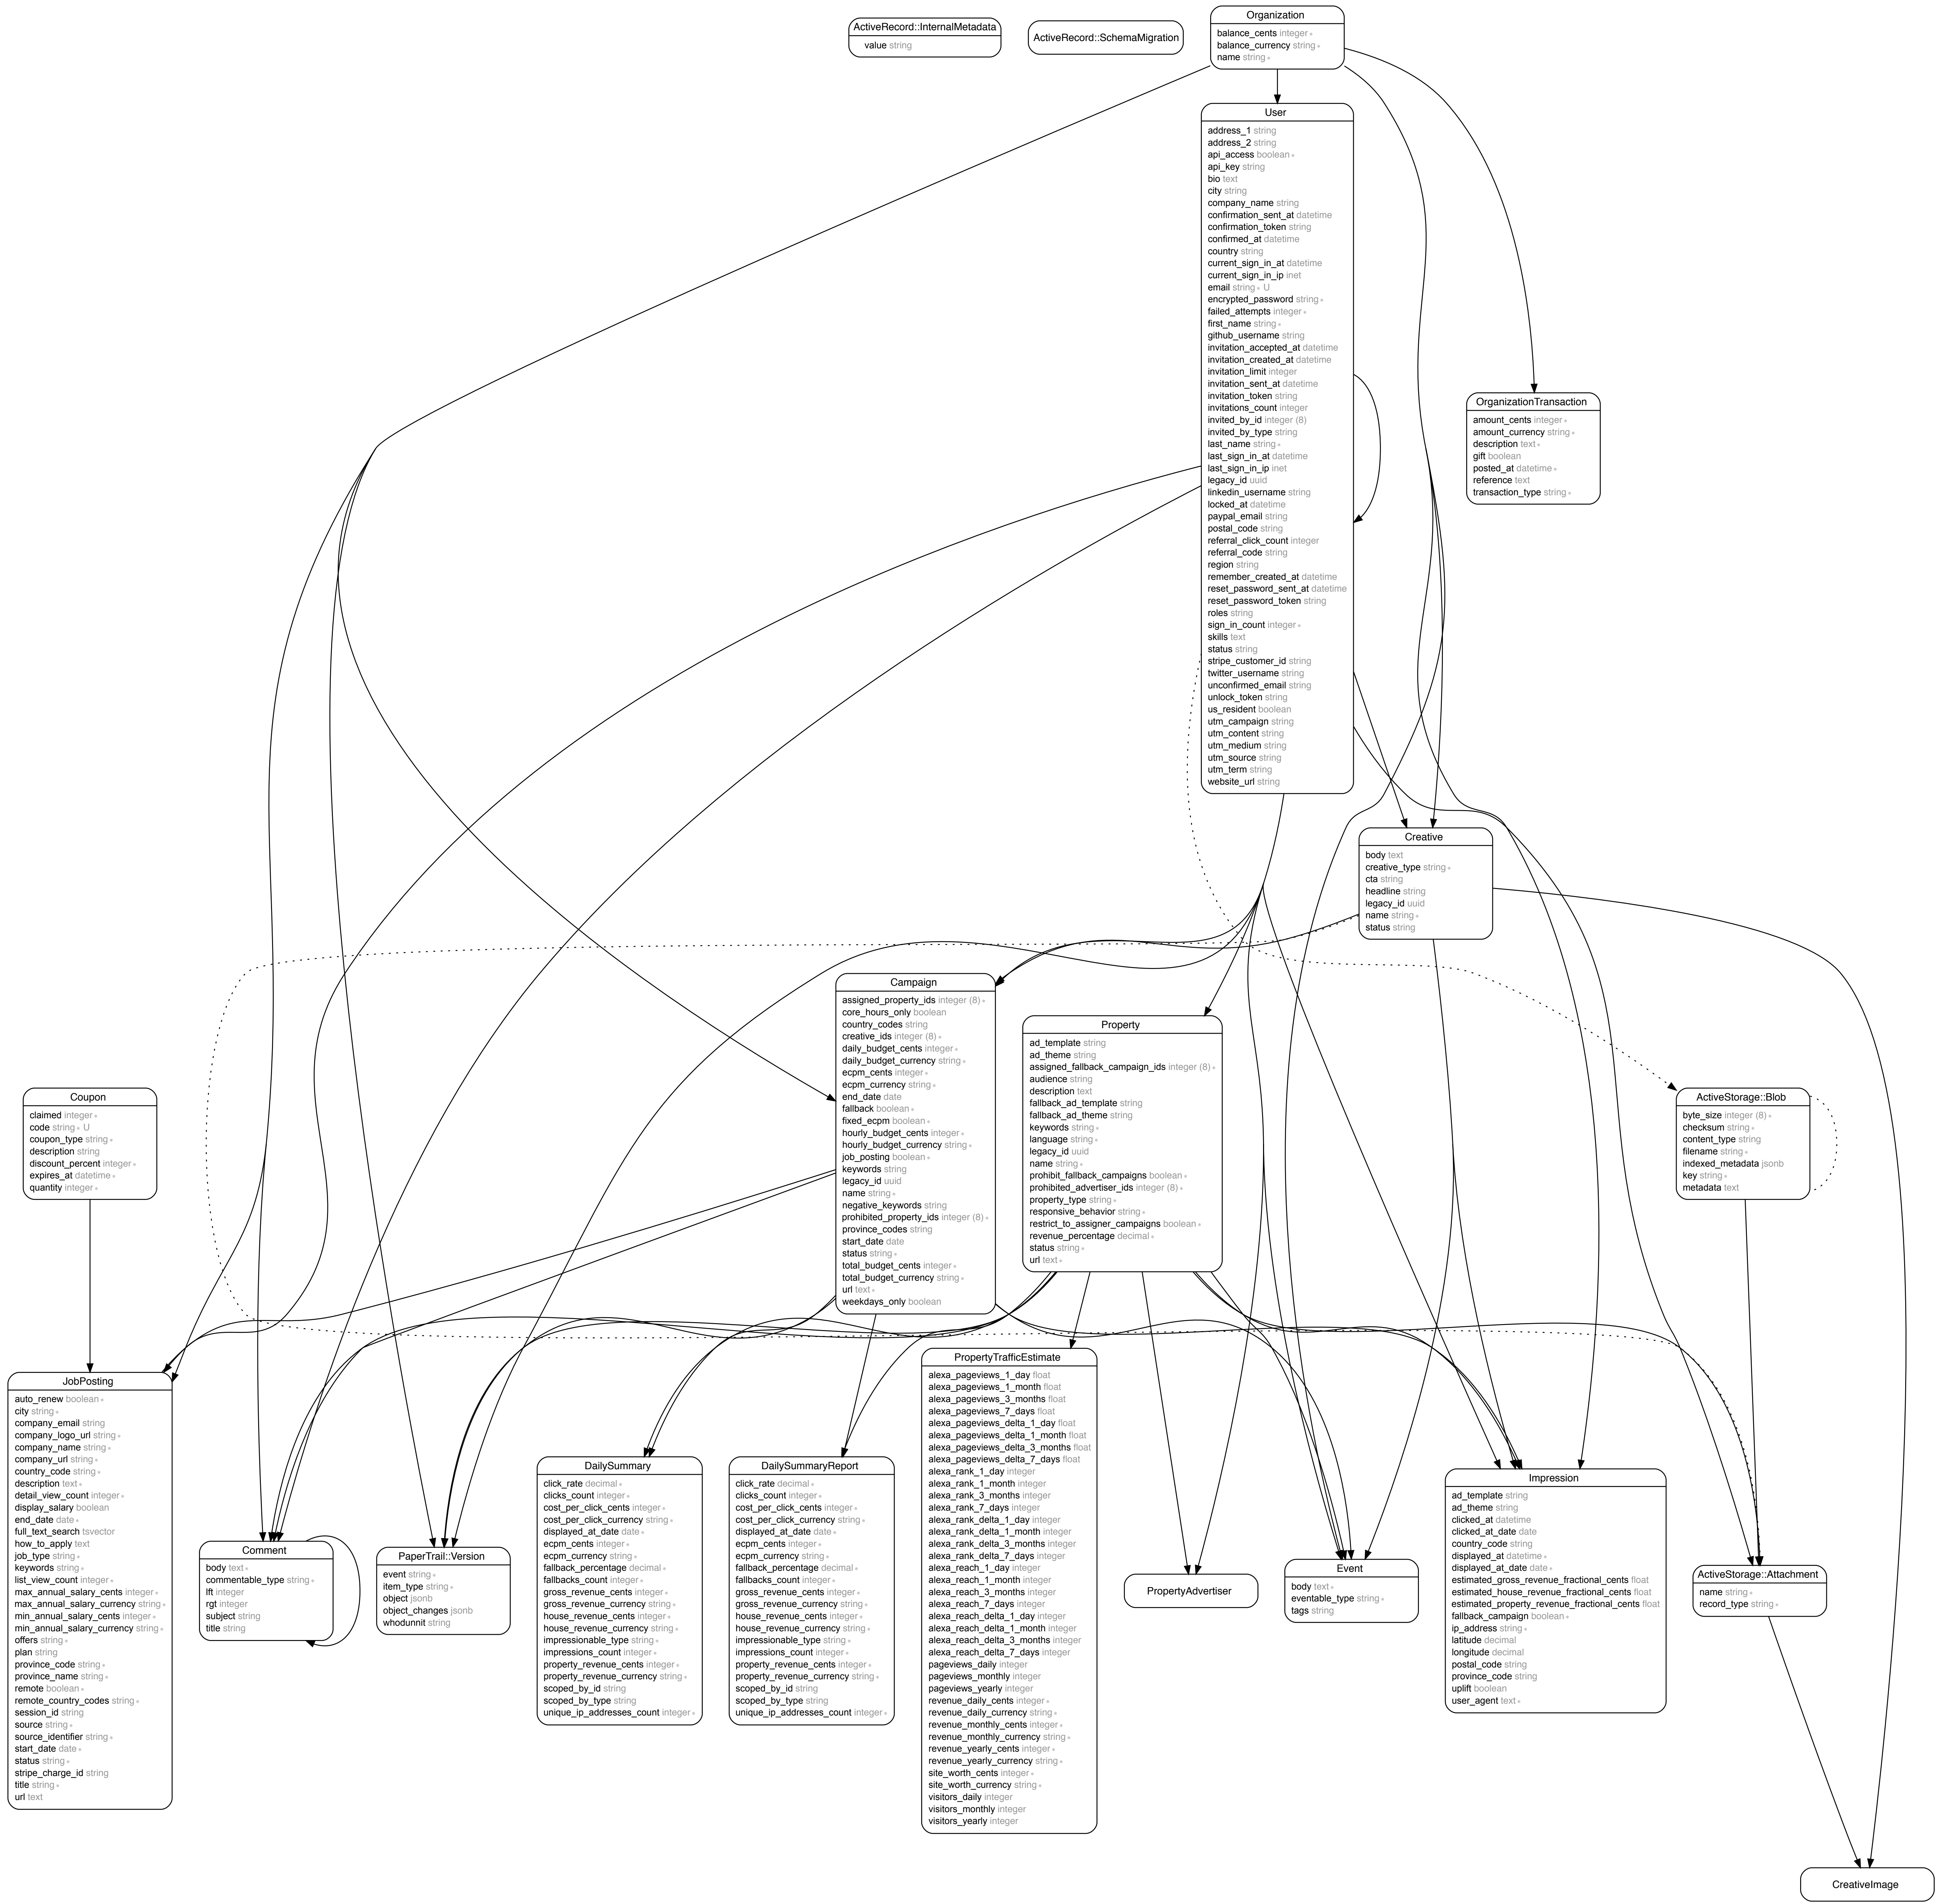 ActiveRecord::InternalMetadata
value string
ActiveRecord::SchemaMigration
Organization
balance_cents integer *
balance_currency string *
name string *
User
address_1 string
address_2 string
api_access boolean *
api_key string
bio text
city string
company_name string
confirmation_sent_at datetime
confirmation_token string
confirmed_at datetime
country string
current_sign_in_at datetime
current_sign_in_ip inet
email string * U
encrypted_password string *
failed_attempts integer *
first_name string *
github_username string
invitation_accepted_at datetime
invitation_created_at datetime
invitation_limit integer
invitation_sent_at datetime
invitation_token string
invitations_count integer
invited_by_id integer (8)
invited_by_type string
last_name string *
last_sign_in_at datetime
last_sign_in_ip inet
legacy_id uuid
linkedin_username string
locked_at datetime
paypal_email string
postal_code string
referral_click_count integer
referral_code string
region string
remember_created_at datetime
reset_password_sent_at datetime
reset_password_token string
roles string
sign_in_count integer *
skills text
status string
stripe_customer_id string
twitter_username string
unconfirmed_email string
unlock_token string
us_resident boolean
utm_campaign string
utm_content string
utm_medium string
utm_source string
utm_term string
website_url string
OrganizationTransaction
amount_cents integer *
amount_currency string *
description text *
gift boolean
posted_at datetime *
reference text
transaction_type string *
Creative
body text
creative_type string *
cta string
headline string
legacy_id uuid
name string *
status string
Campaign
assigned_property_ids integer (8) *
core_hours_only boolean
country_codes string
creative_ids integer (8) *
daily_budget_cents integer *
daily_budget_currency string *
ecpm_cents integer *
ecpm_currency string *
end_date date
fallback boolean *
fixed_ecpm boolean *
hourly_budget_cents integer *
hourly_budget_currency string *
job_posting boolean *
keywords string
legacy_id uuid
name string *
negative_keywords string
prohibited_property_ids integer (8) *
province_codes string
start_date date
status string *
total_budget_cents integer *
total_budget_currency string *
url text *
weekdays_only boolean
Property
ad_template string
ad_theme string
assigned_fallback_campaign_ids integer (8) *
audience string
description text
fallback_ad_template string
fallback_ad_theme string
keywords string *
language string *
legacy_id uuid
name string *
prohibit_fallback_campaigns boolean *
prohibited_advertiser_ids integer (8) *
property_type string *
responsive_behavior string *
restrict_to_assigner_campaigns boolean *
revenue_percentage decimal *
status string *
url text *
Coupon
claimed integer *
code string * U
coupon_type string *
description string
discount_percent integer *
expires_at datetime *
quantity integer *
ActiveStorage::Blob
byte_size integer (8) *
checksum string *
content_type string
filename string *
indexed_metadata jsonb
key string *
metadata text
JobPosting
auto_renew boolean *
city string *
company_email string
company_logo_url string *
company_name string *
company_url string *
country_code string *
description text *
detail_view_count integer *
display_salary boolean
end_date date *
full_text_search tsvector
how_to_apply text
job_type string *
keywords string *
list_view_count integer *
max_annual_salary_cents integer *
max_annual_salary_currency string *
min_annual_salary_cents integer *
min_annual_salary_currency string *
offers string *
plan string
province_code string *
province_name string *
remote boolean *
remote_country_codes string *
session_id string
source string *
source_identifier string *
start_date date *
status string *
stripe_charge_id string
title string *
url text
Comment
body text *
commentable_type string *
lft integer
rgt integer
subject string
title string
PaperTrail::Version
event string *
item_type string *
object jsonb
object_changes jsonb
whodunnit string
DailySummary
click_rate decimal *
clicks_count integer *
cost_per_click_cents integer *
cost_per_click_currency string *
displayed_at_date date *
ecpm_cents integer *
ecpm_currency string *
fallback_percentage decimal *
fallbacks_count integer *
gross_revenue_cents integer *
gross_revenue_currency string *
house_revenue_cents integer *
house_revenue_currency string *
impressionable_type string *
impressions_count integer *
property_revenue_cents integer *
property_revenue_currency string *
scoped_by_id string
scoped_by_type string
unique_ip_addresses_count integer *
DailySummaryReport
click_rate decimal *
clicks_count integer *
cost_per_click_cents integer *
cost_per_click_currency string *
displayed_at_date date *
ecpm_cents integer *
ecpm_currency string *
fallback_percentage decimal *
fallbacks_count integer *
gross_revenue_cents integer *
gross_revenue_currency string *
house_revenue_cents integer *
house_revenue_currency string *
impressionable_type string *
impressions_count integer *
property_revenue_cents integer *
property_revenue_currency string *
scoped_by_id string
scoped_by_type string
unique_ip_addresses_count integer *
PropertyTrafficEstimate
alexa_pageviews_1_day float
alexa_pageviews_1_month float
alexa_pageviews_3_months float
alexa_pageviews_7_days float
alexa_pageviews_delta_1_day float
alexa_pageviews_delta_1_month float
alexa_pageviews_delta_3_months float
alexa_pageviews_delta_7_days float
alexa_rank_1_day integer
alexa_rank_1_month integer
alexa_rank_3_months integer
alexa_rank_7_days integer
alexa_rank_delta_1_day integer
alexa_rank_delta_1_month integer
alexa_rank_delta_3_months integer
alexa_rank_delta_7_days integer
alexa_reach_1_day integer
alexa_reach_1_month integer
alexa_reach_3_months integer
alexa_reach_7_days integer
alexa_reach_delta_1_day integer
alexa_reach_delta_1_month integer
alexa_reach_delta_3_months integer
alexa_reach_delta_7_days integer
pageviews_daily integer
pageviews_monthly integer
pageviews_yearly integer
revenue_daily_cents integer *
revenue_daily_currency string *
revenue_monthly_cents integer *
revenue_monthly_currency string *
revenue_yearly_cents integer *
revenue_yearly_currency string *
site_worth_cents integer *
site_worth_currency string *
visitors_daily integer
visitors_monthly integer
visitors_yearly integer
PropertyAdvertiser
Event
body text *
eventable_type string *
tags string
Impression
ad_template string
ad_theme string
clicked_at datetime
clicked_at_date date
country_code string
displayed_at datetime *
displayed_at_date date *
estimated_gross_revenue_fractional_cents float
estimated_house_revenue_fractional_cents float
estimated_property_revenue_fractional_cents float
fallback_campaign boolean *
ip_address string *
latitude decimal
longitude decimal
postal_code string
province_code string
uplift boolean
user_agent text *
ActiveStorage::Attachment
name string *
record_type string *
CreativeImage